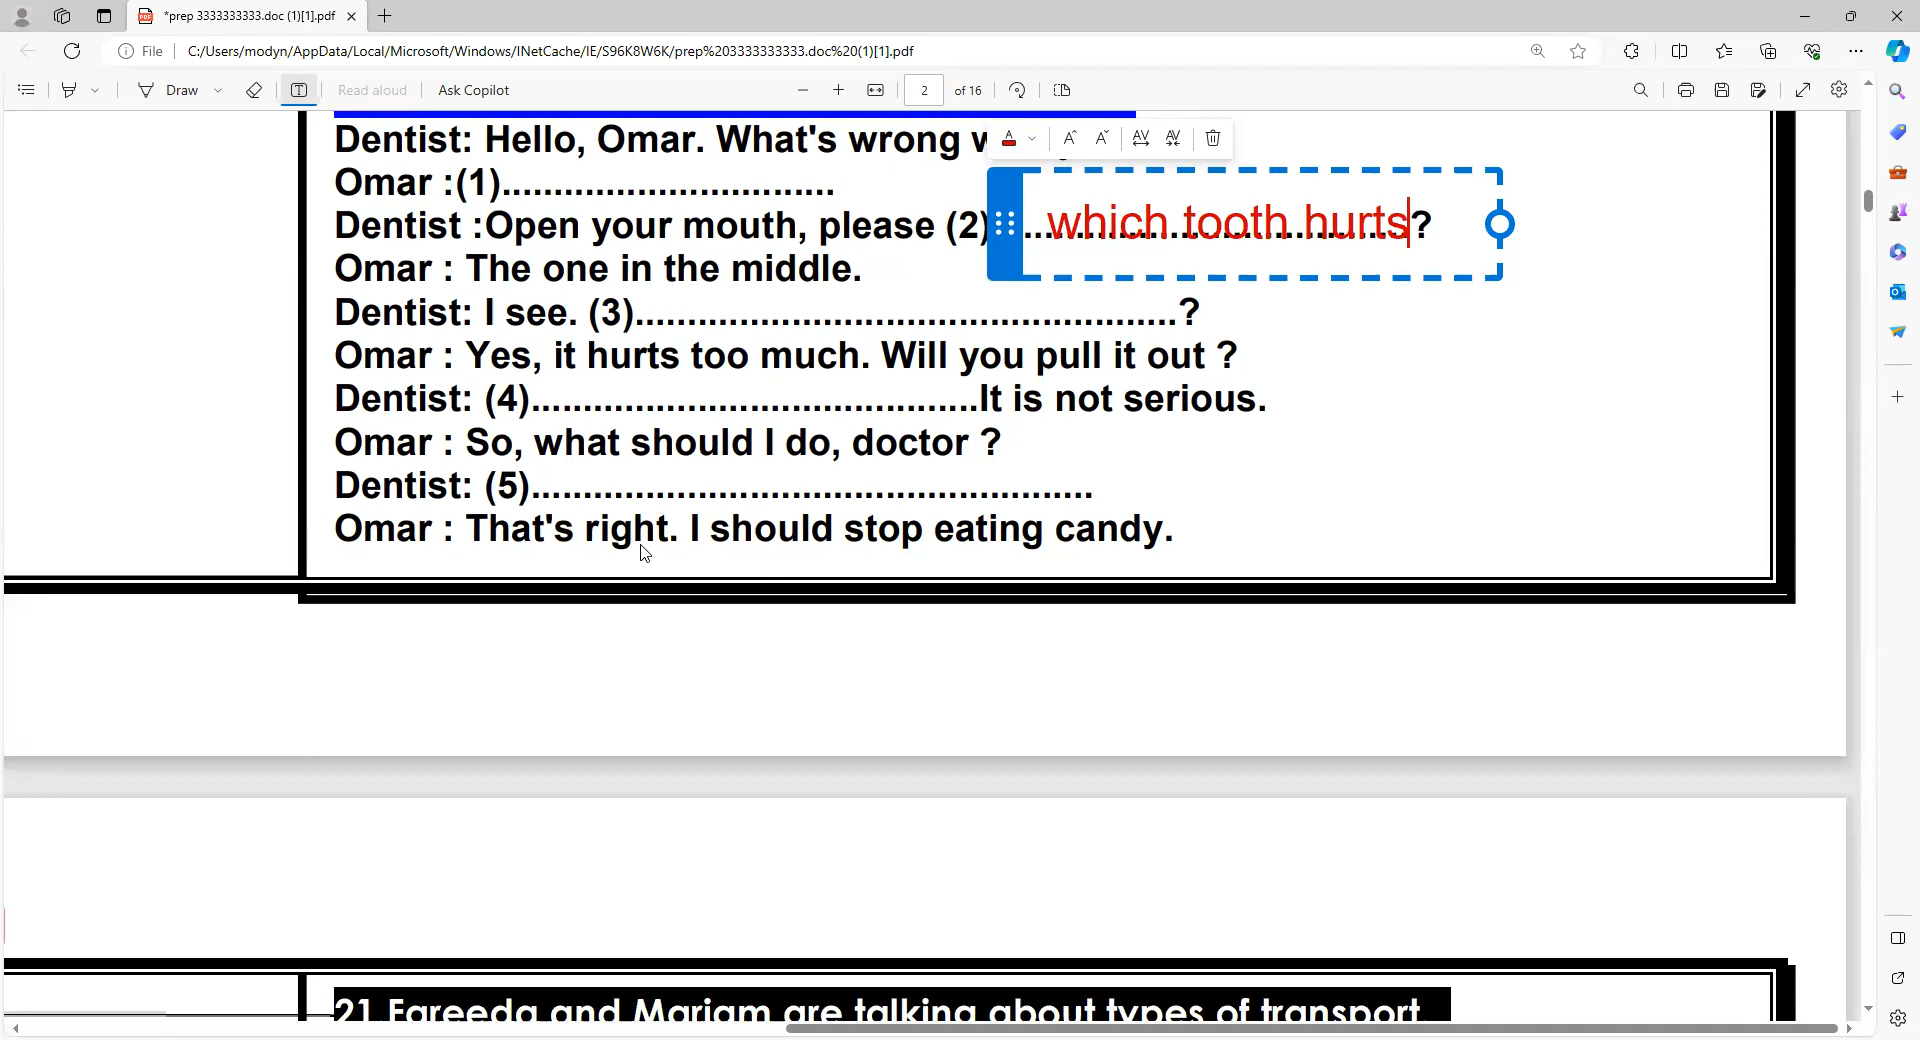 *prep 3333333333.doc (1)[1].pdf
File
C:/Users/modyn/AppData/Local/Microsoft/Windows/INetCache/IE/S96K8W6K/prep%203333333333.doc%20(1)[1].pdf
Draw
Read aloud
Ask Copilot
2
of 16
Dentist: Hello, Omar. What's wrong
Omar :(1)................................
Dentist :Open your mouth, please (2) which tooth hurts ?
Omar : The one in the middle.
Dentist: I see. (3)....................................................?
Omar : Yes, it hurts too much. Will you pull it out ?
Dentist: (4)...........................................It is not serious.
Omar : So, what should I do, doctor ?
Dentist: (5)......................................................
Omar : That's right. I should stop eating candy.
21.Fareeda and Mariam are talking about types of transport.